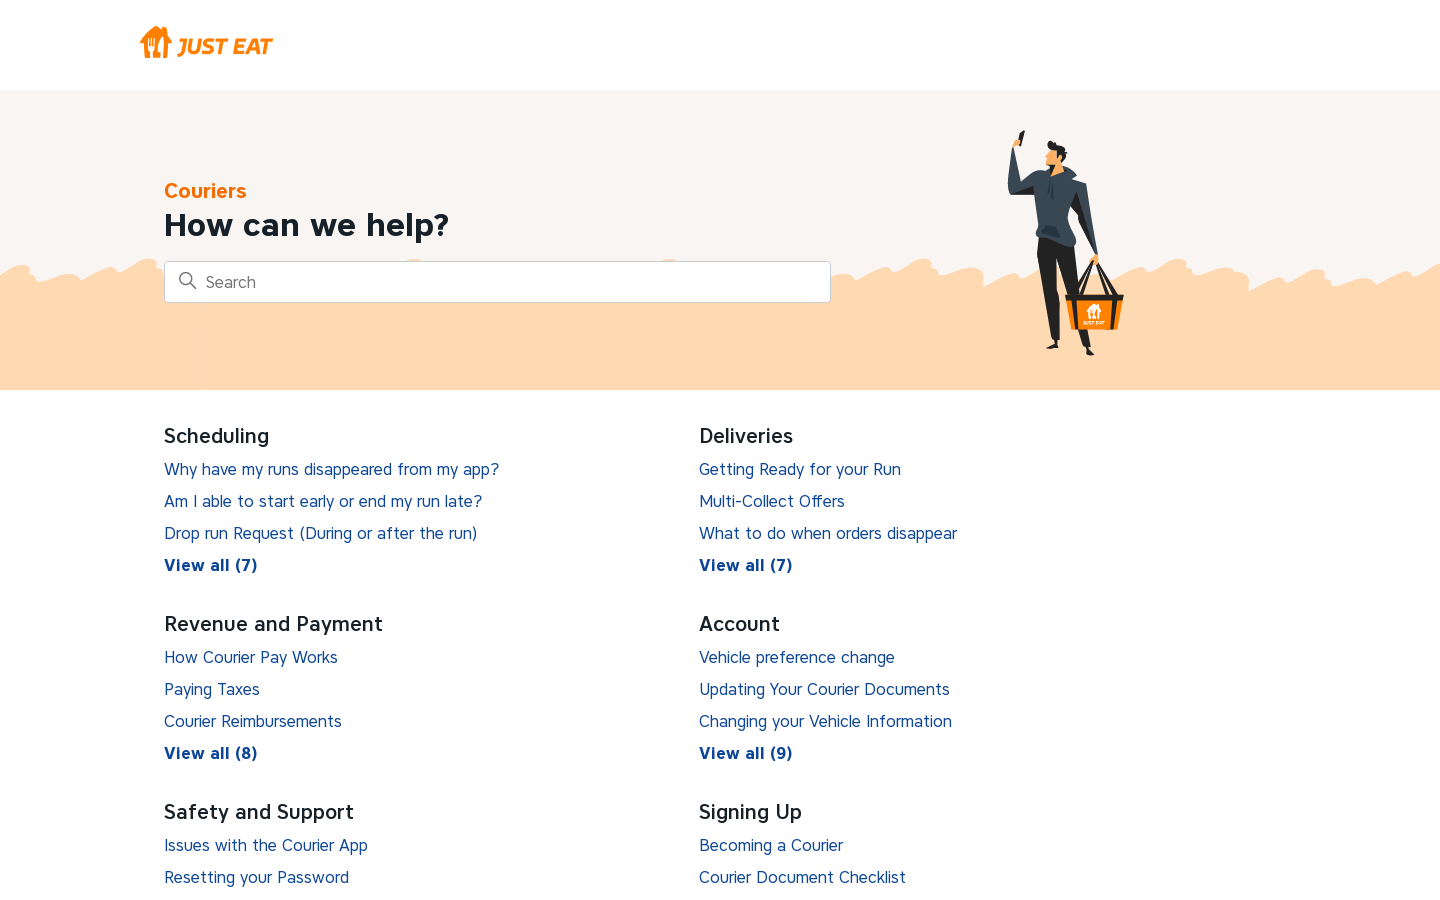 JUST EAT
Couriers
How can we help?
Search
JUST EAT
Scheduling
Why have my runs disappeared from my app?
Am I able to start early or end my run late?
Drop run Request (During or after the run)
View all (7)
Deliveries
Getting Ready for your Run
Multi-Collect Offers
What to do when orders disappear
View all (7)
Revenue and Payment
How Courier Pay Works
Paying Taxes
Courier Reimbursements
View all (8)
Account
Vehicle preference change
Updating Your Courier Documents
Changing your Vehicle Information
View all (9)
Safety and Support
Issues with the Courier App
Resetting your Password
Signing Up
Becoming a Courier
Courier Document Checklist